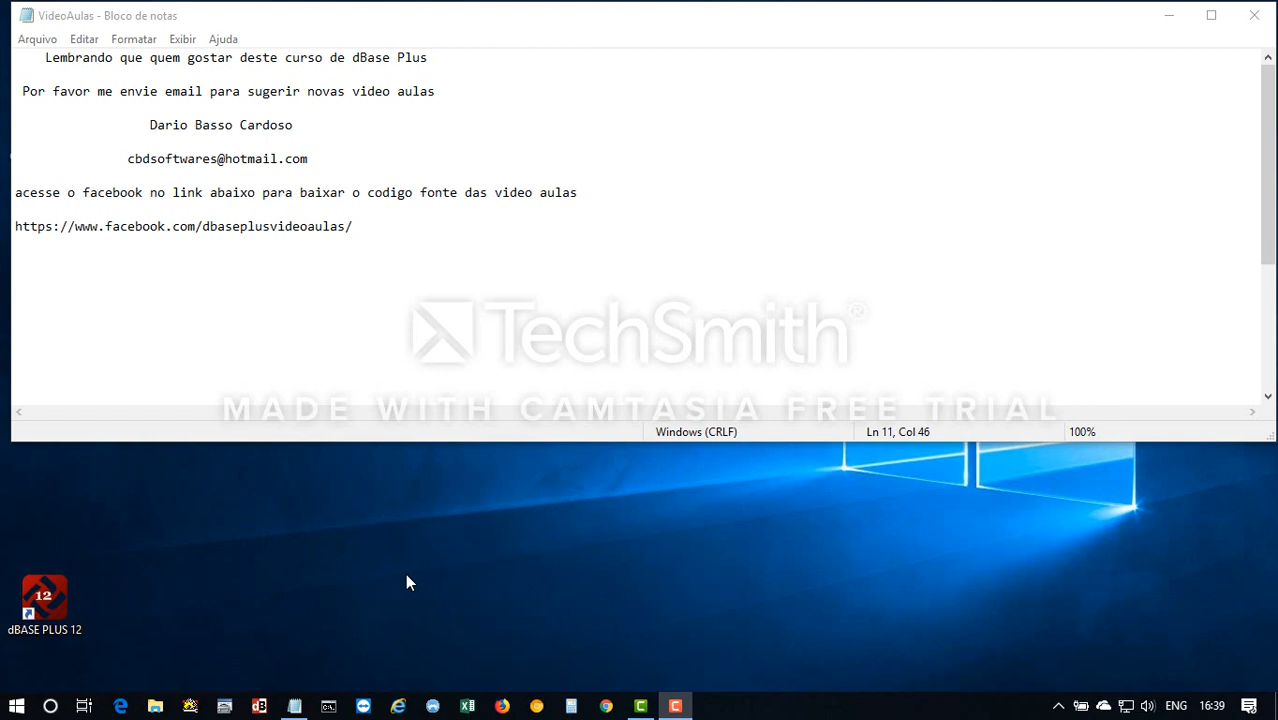 VideoAulas - Bloco de notas
Arquivo Editar Formatar Exibir Ajuda
Lembrando que quem gostar deste curso de dBase Plus
Por favor me envie email para sugerir novas video aulas
Dario Basso Cardoso
cbdsoftwares@hotmail.com
acesse o facebook no link abaixo para baixar o codigo fonte das video aulas
https://www.facebook.com/dbaseplusvideoaulas/
TechSmith®
MADE WITH CAMTASIA FREE TRIAL
Windows (CRLF) Ln 11, Col 46 100%
12
dBASE PLUS 12
dB
ENG 16:39